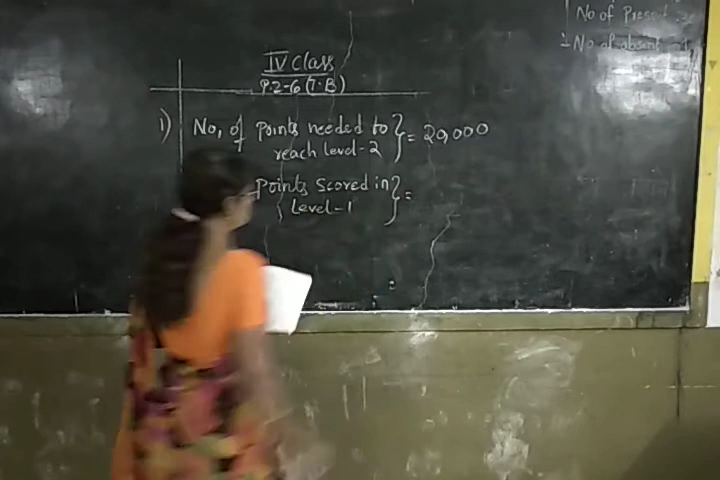 No of Present
No of absent
IV Class
P.2-6 (T.B)
1) No, of Points needed to } = 20,000
reach level-2
Points Scored in } =
Level-1